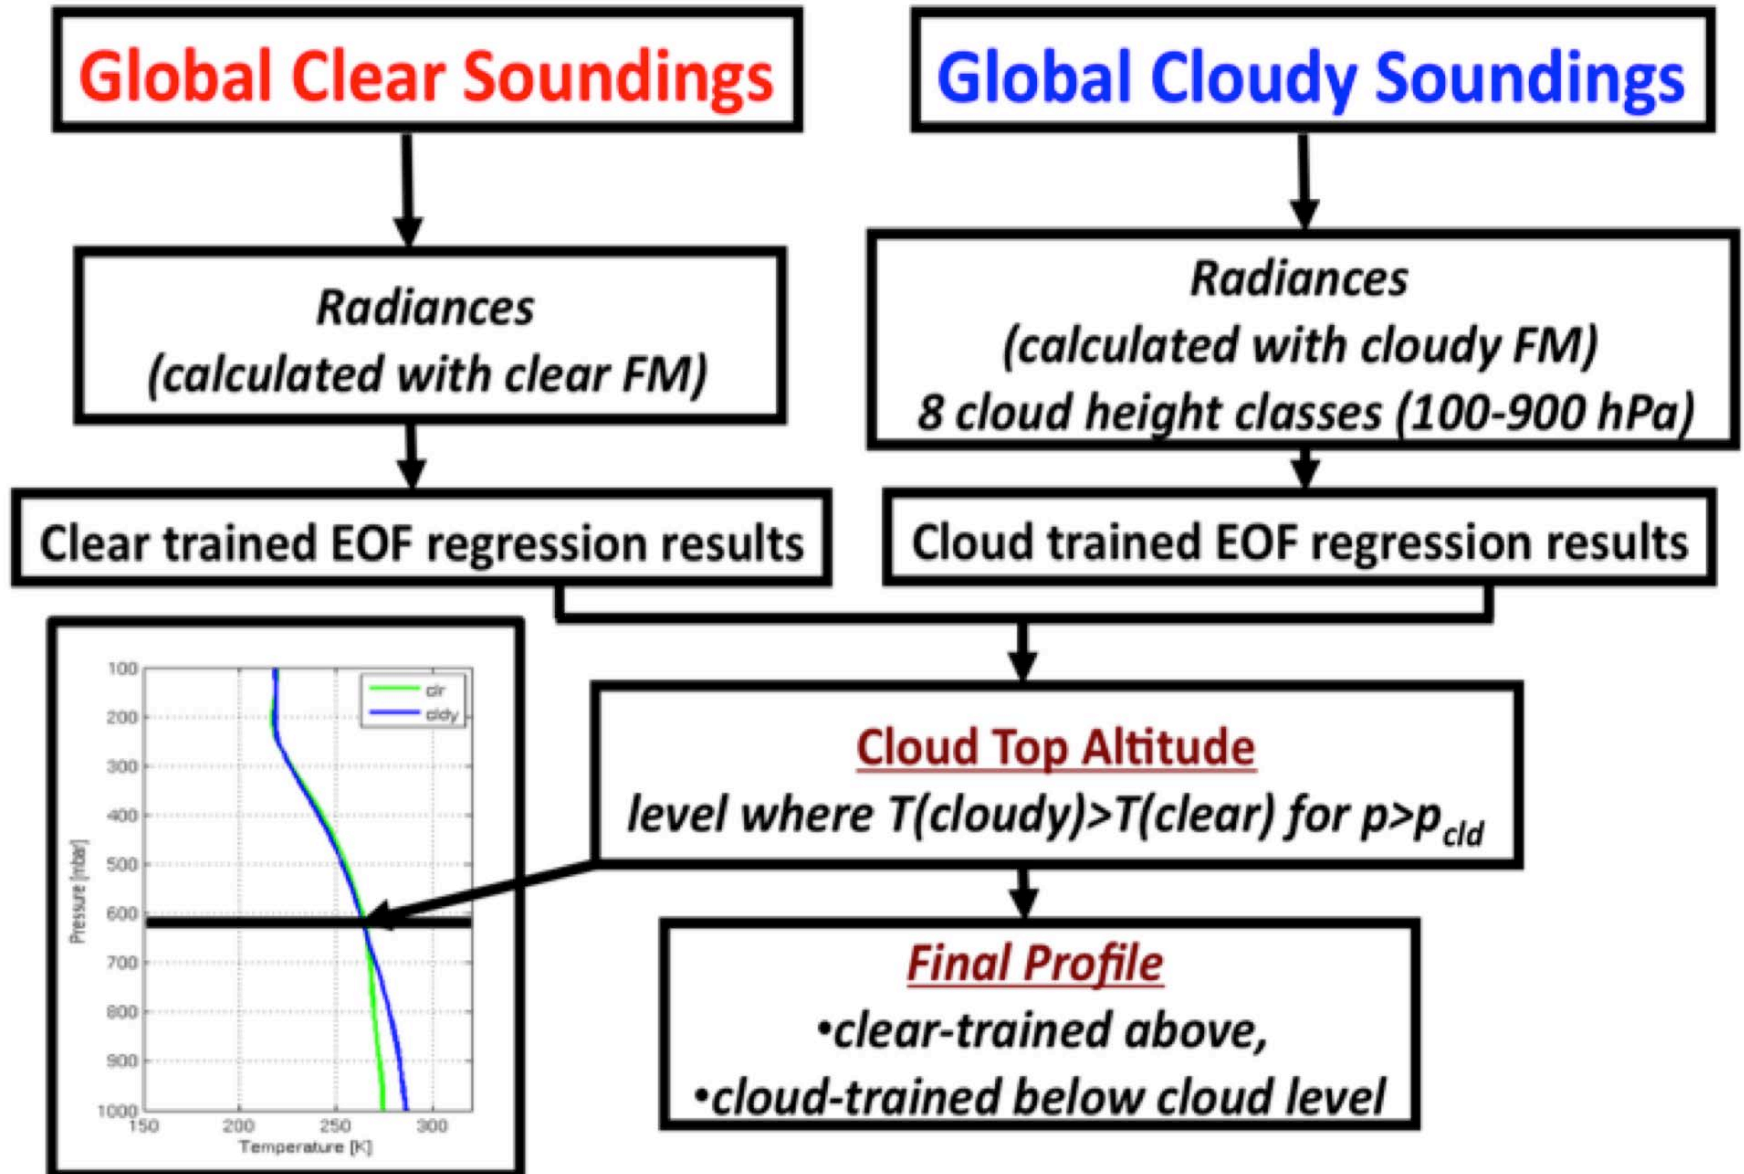 Global Clear Soundings
Global Cloudy Soundings
Radiances
(calculated with clear FM)
Radiances
(calculated with cloudy FM)
8 cloud height classes (100-900 hPa)
Clear trained EOF regression results
Cloud trained EOF regression results
100
200
300
400
500
600
700
800
900
1000
150
200
250
300
Pressure [mbar]
Temperature [K]
clr
cldy
Cloud Top Altitude
level where T(cloudy)>T(clear) for p>pcld
Final Profile
•clear-trained above,
•cloud-trained below cloud level